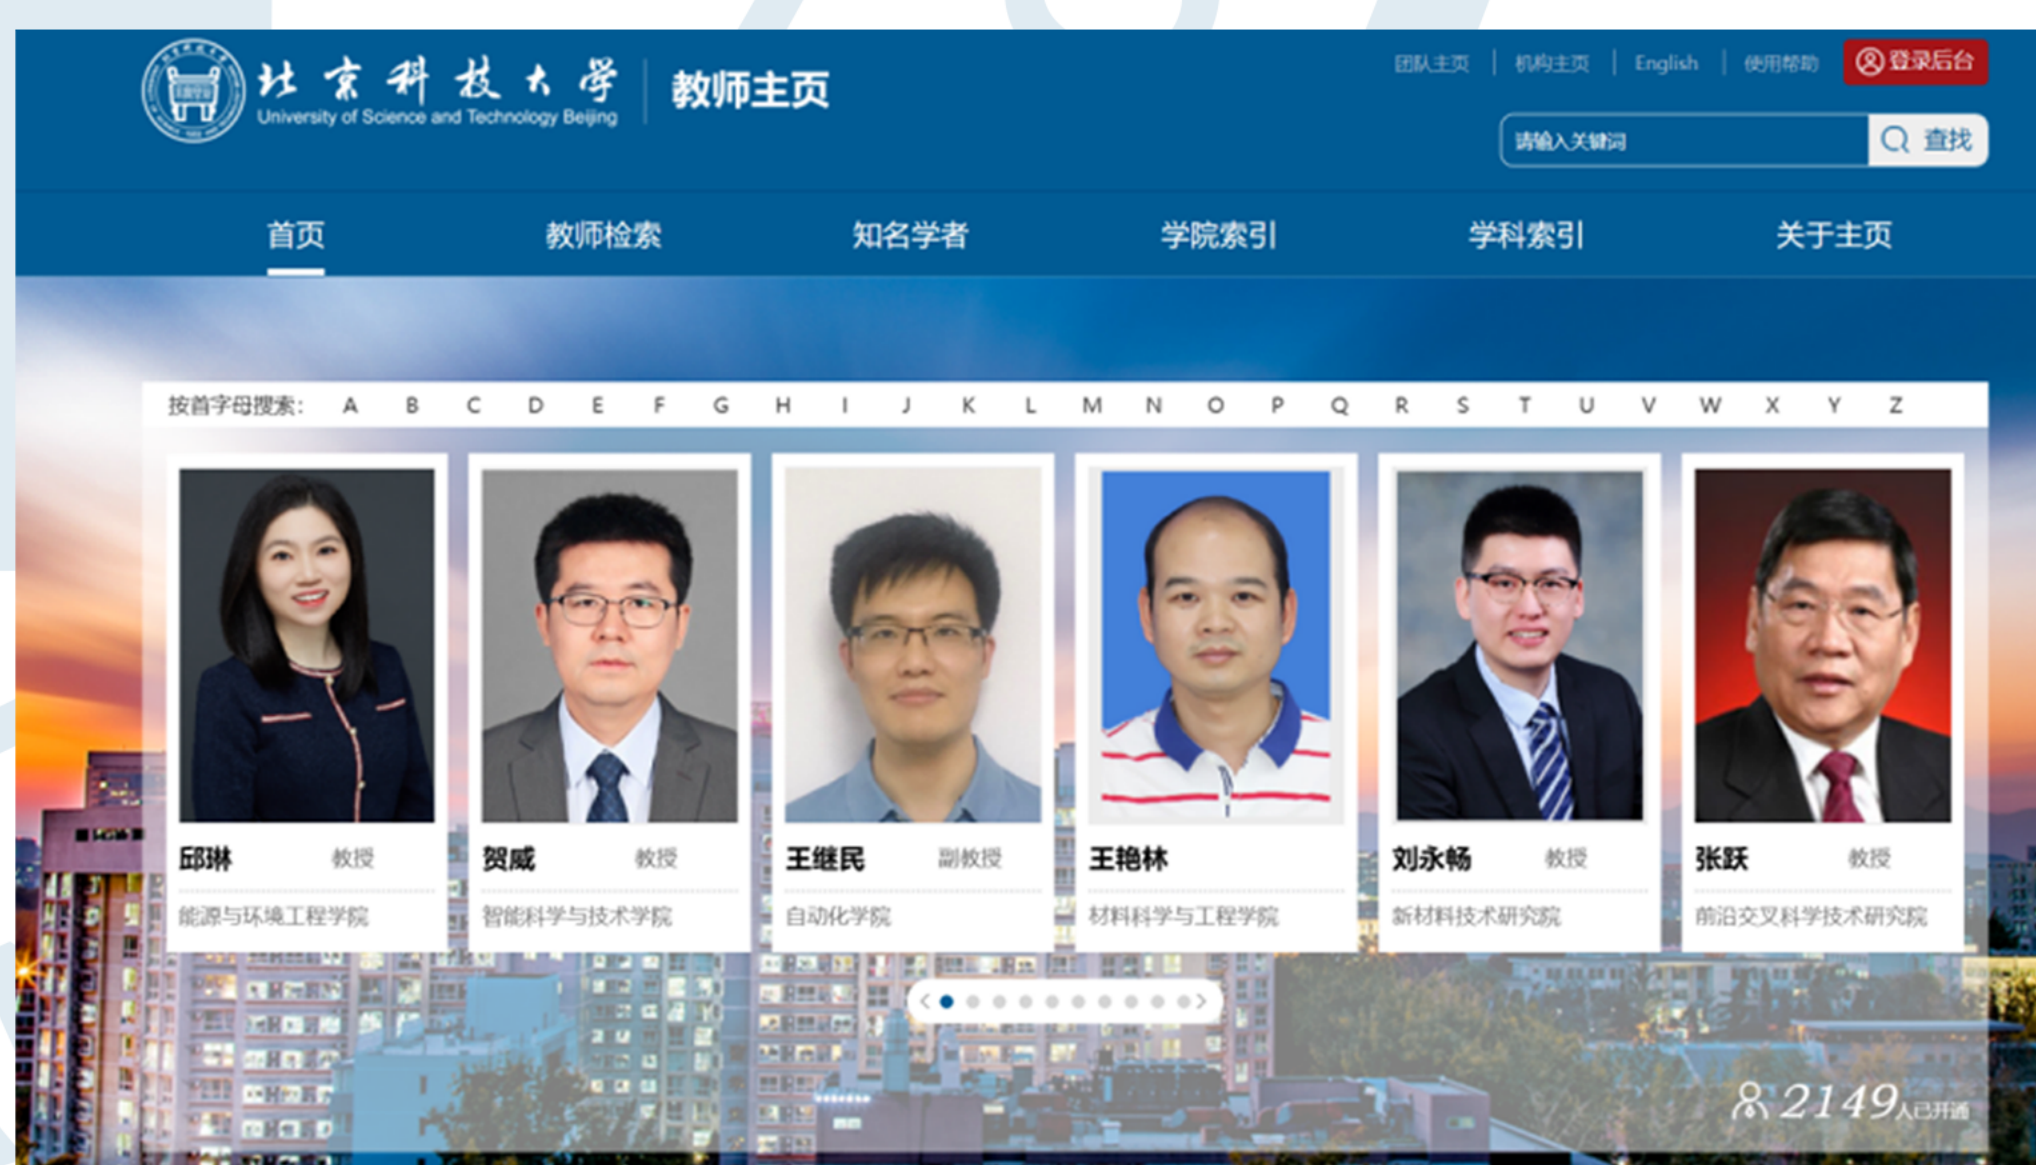 北京科技大学
University of Science and Technology Beijing
教师主页
团队主页 机构主页 English 使用帮助 登录后台
请输入关键词 查找
首页 教师检索 知名学者 学院索引 学科索引 关于主页
按首字母搜索: A B C D E F G H I J K L M N O P Q R S T U V W X Y Z
邱琳 教授
能源与环境工程学院
贺威 教授
智能科学与技术学院
王继民 副教授
自动化学院
王艳林
材料科学与工程学院
刘永畅 教授
新材料技术研究院
张跃 教授
前沿交叉科学技术研究院
2149人已开通